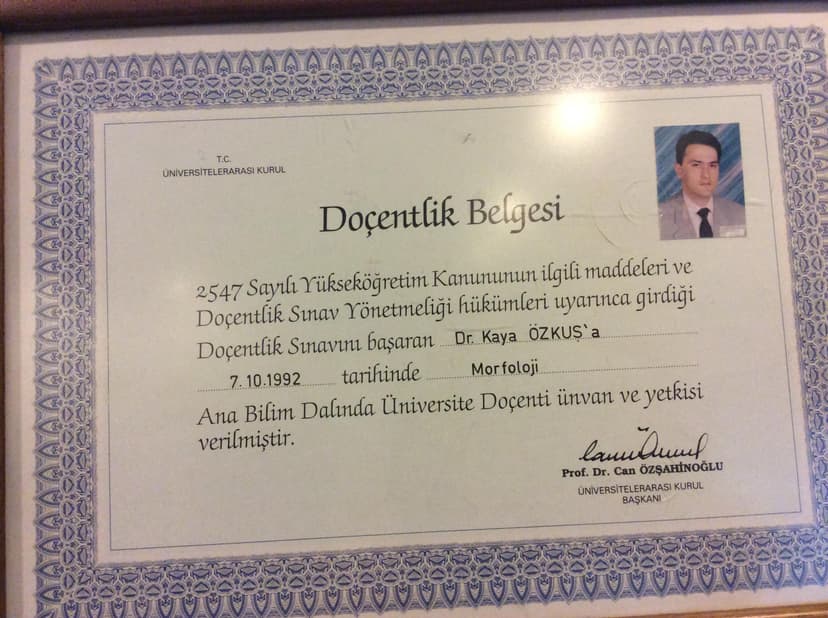 T.C.
ÜNİVERSİTELERARASI KURUL
Doçentlik Belgesi
2547 Sayılı Yükseköğretim Kanununun ilgili maddeleri ve
Doçentlik Sınav Yönetmeliği hükümleri uyarınca girdiği
Doçentlik Sınavını başaran Dr. Kaya ÖZKUŞ'a
7.10.1992 tarihinde Morfoloji
Ana Bilim Dalında Üniversite Doçenti ünvan ve yetkisi
verilmiştir.
Prof. Dr. Can ÖZŞAHİNOĞLU
ÜNİVERSİTELERARASI KURUL
BAŞKANI